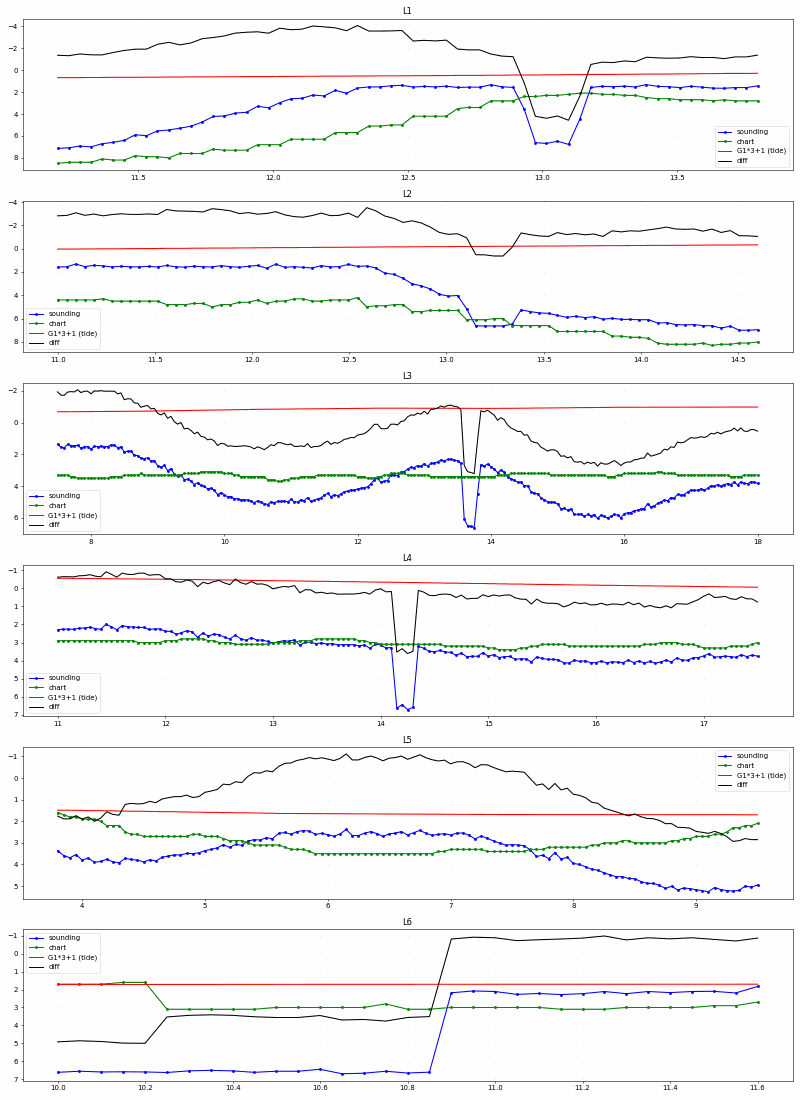 L1
−4
−2
0
2
4
6
8
sounding
chart
G1*3+1 (tide)
diff
11.5 12.0 12.5 13.0 13.5
L2
−4
−2
0
2
4
6
8
sounding
chart
G1*3+1 (tide)
diff
11.0 11.5 12.0 12.5 13.0 13.5 14.0 14.5
L3
−2
0
2
4
6
sounding
chart
G1*3+1 (tide)
diff
8 10 12 14 16 18
L4
−1
0
1
2
3
4
5
6
7
sounding
chart
G1*3+1 (tide)
diff
11 12 13 14 15 16 17
L5
−1
0
1
2
3
4
5
sounding
chart
G1*3+1 (tide)
diff
4 5 6 7 8 9
L6
−1
0
1
2
3
4
5
6
7
sounding
chart
G1*3+1 (tide)
diff
10.0 10.2 10.4 10.6 10.8 11.0 11.2 11.4 11.6